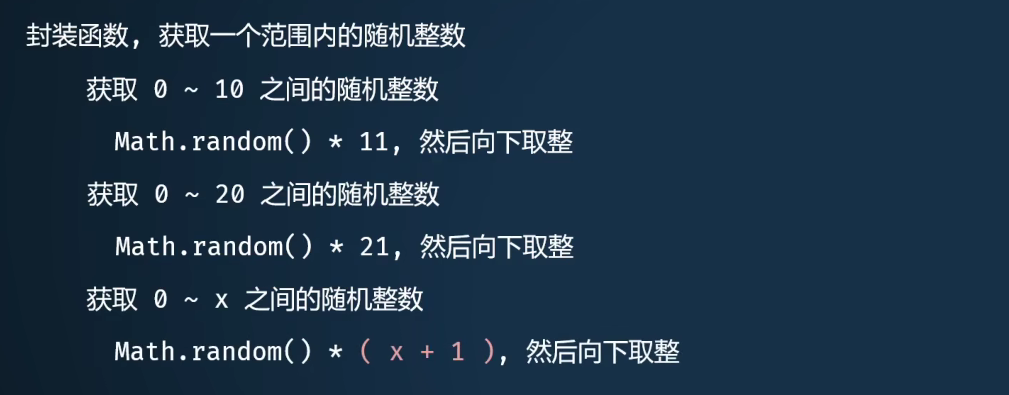 封装函数, 获取一个范围内的随机整数
获取 0 ~ 10 之间的随机整数
Math.random() * 11, 然后向下取整
获取 0 ~ 20 之间的随机整数
Math.random() * 21, 然后向下取整
获取 0 ~ x 之间的随机整数
Math.random() * ( x + 1 ), 然后向下取整